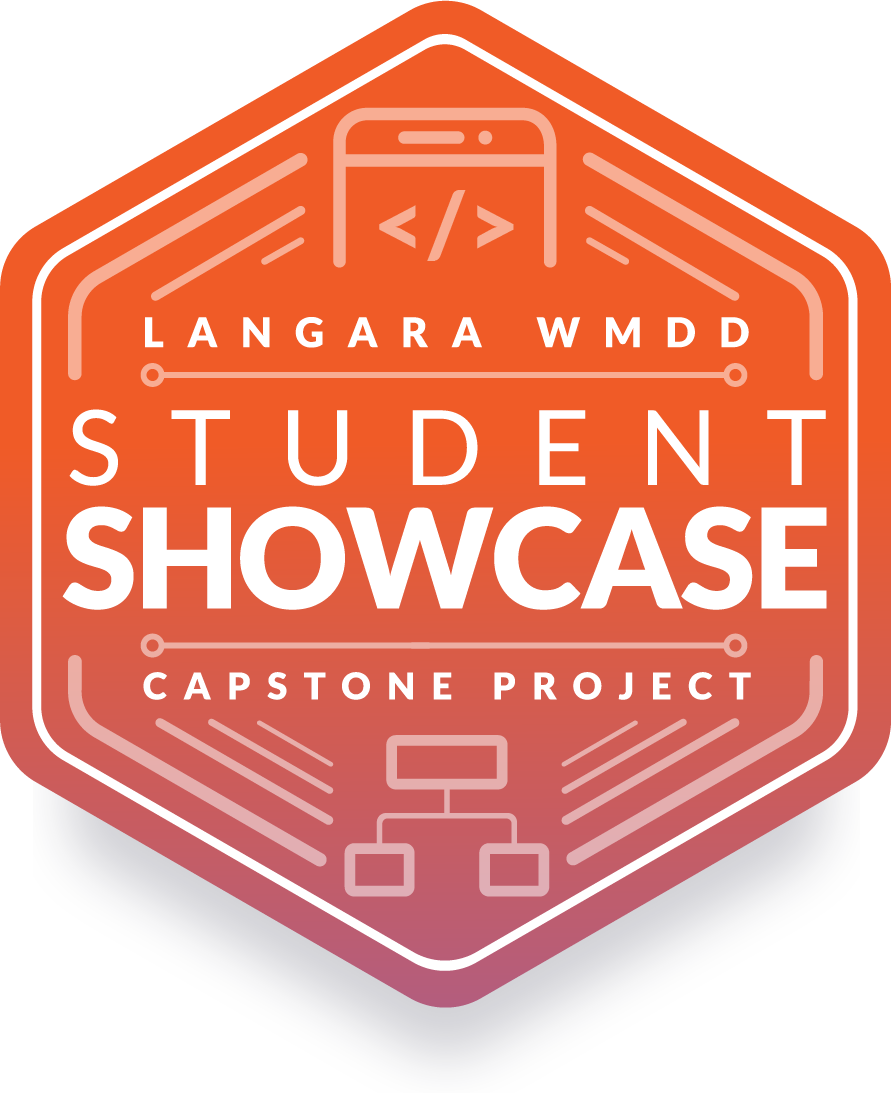 </>
LANGARA WMDD
STUDENT
SHOWCASE
CAPSTONE PROJECT